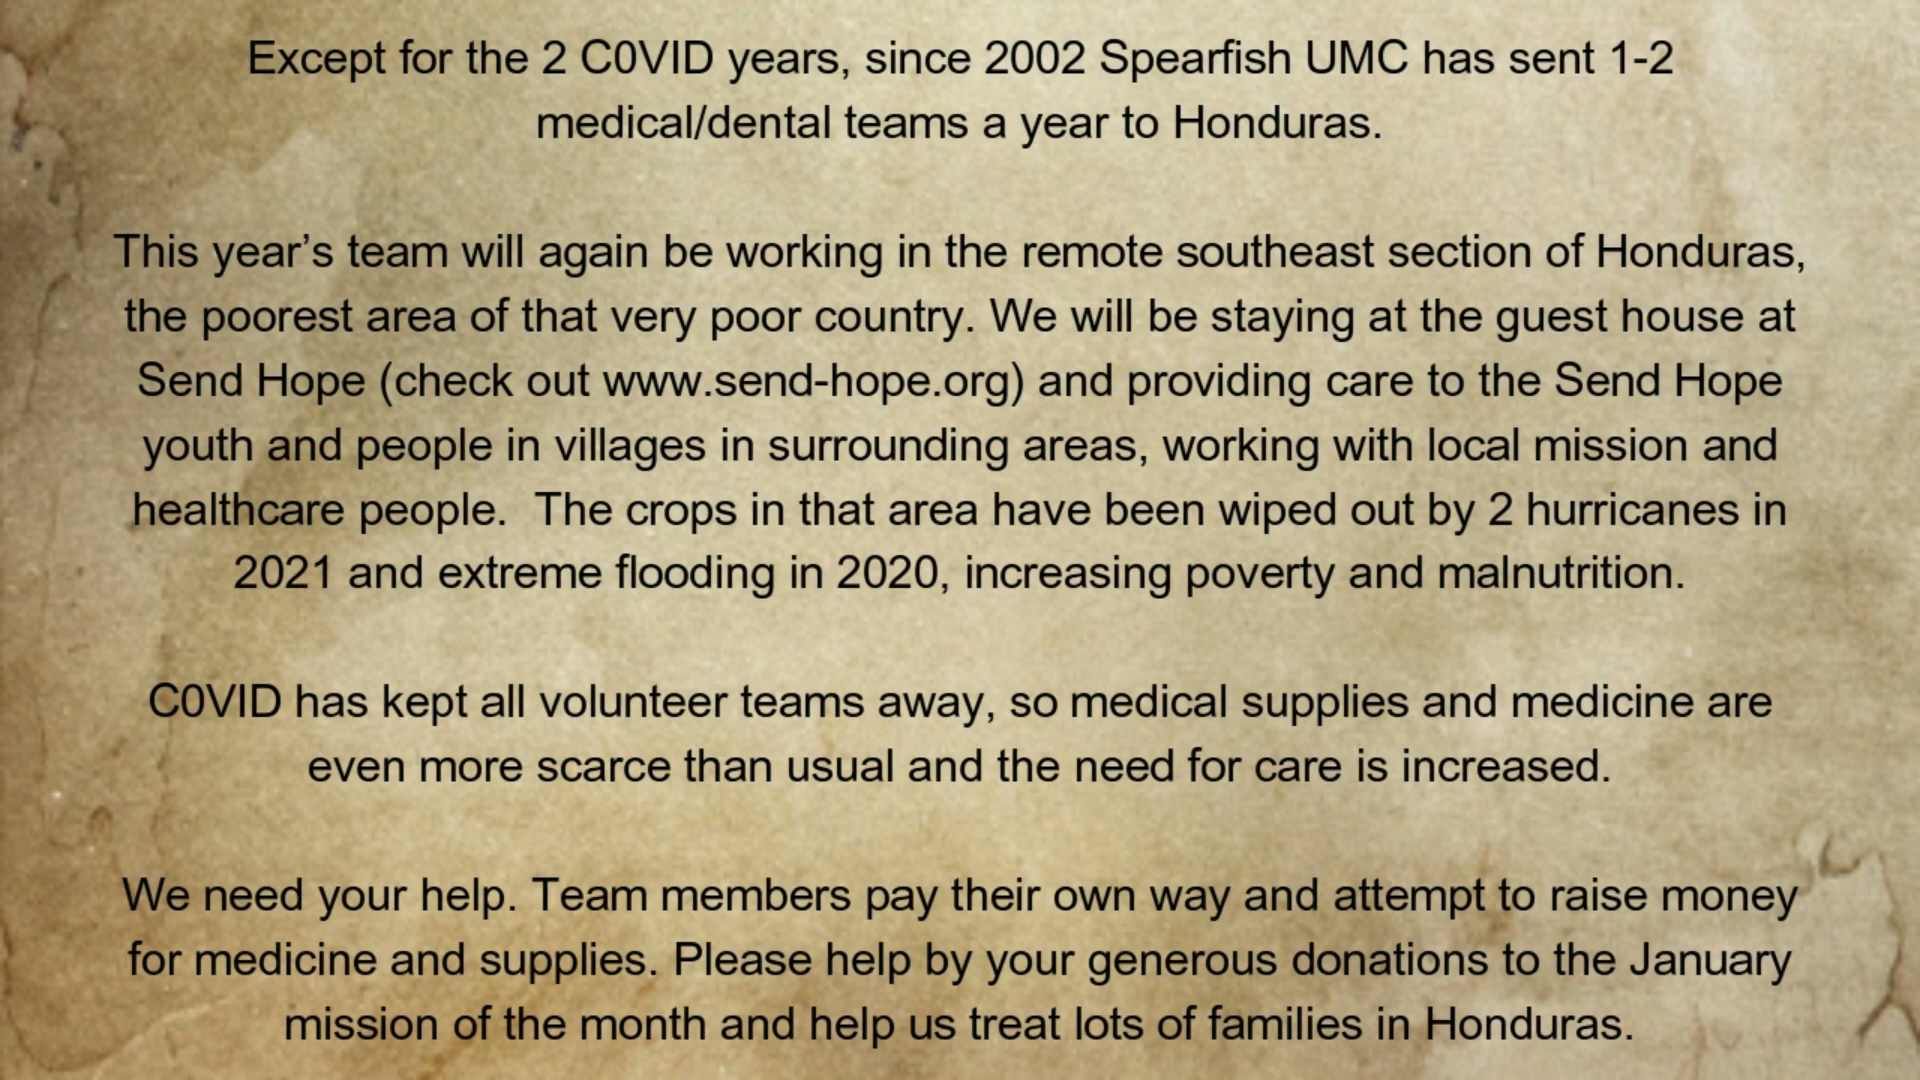 Except for the 2 C0VID years, since 2002 Spearfish UMC has sent 1-2
medical/dental teams a year to Honduras.
This year’s team will again be working in the remote southeast section of Honduras,
the poorest area of that very poor country. We will be staying at the guest house at
Send Hope (check out www.send-hope.org) and providing care to the Send Hope
youth and people in villages in surrounding areas, working with local mission and
healthcare people.  The crops in that area have been wiped out by 2 hurricanes in
2021 and extreme flooding in 2020, increasing poverty and malnutrition.
C0VID has kept all volunteer teams away, so medical supplies and medicine are
even more scarce than usual and the need for care is increased.
We need your help. Team members pay their own way and attempt to raise money
for medicine and supplies. Please help by your generous donations to the January
mission of the month and help us treat lots of families in Honduras.